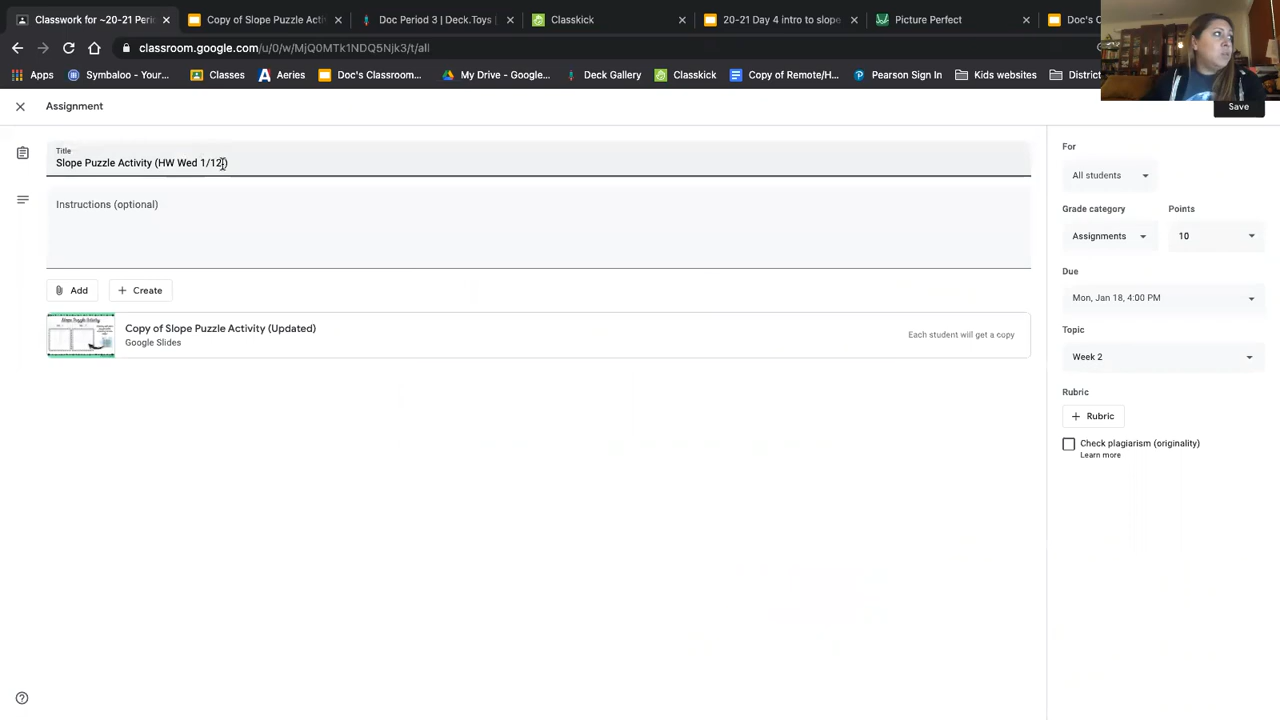 Classwork for ~20-21 Perio
Copy of Slope Puzzle Activ
Doc Period 3 | Deck.Toys
Classkick
20-21 Day 4 intro to slope
Picture Perfect
Doc's C
classroom.google.com/u/0/w/MjQ0MTk1NDQ5Njk3/t/all
Apps
Symbaloo - Your...
Classes
Aeries
Doc's Classroom...
My Drive - Google...
Deck Gallery
Classkick
Copy of Remote/H...
Pearson Sign In
Kids websites
District
Assignment
Save
Title
Slope Puzzle Activity (HW Wed 1/12)
Instructions (optional)
Add
Create
Slope Puzzle Activity
Copy of Slope Puzzle Activity (Updated)
Google Slides
Each student will get a copy
For
All students
Grade category
Points
Assignments
10
Due
Mon, Jan 18, 4:00 PM
Topic
Week 2
Rubric
Rubric
Check plagiarism (originality)
Learn more